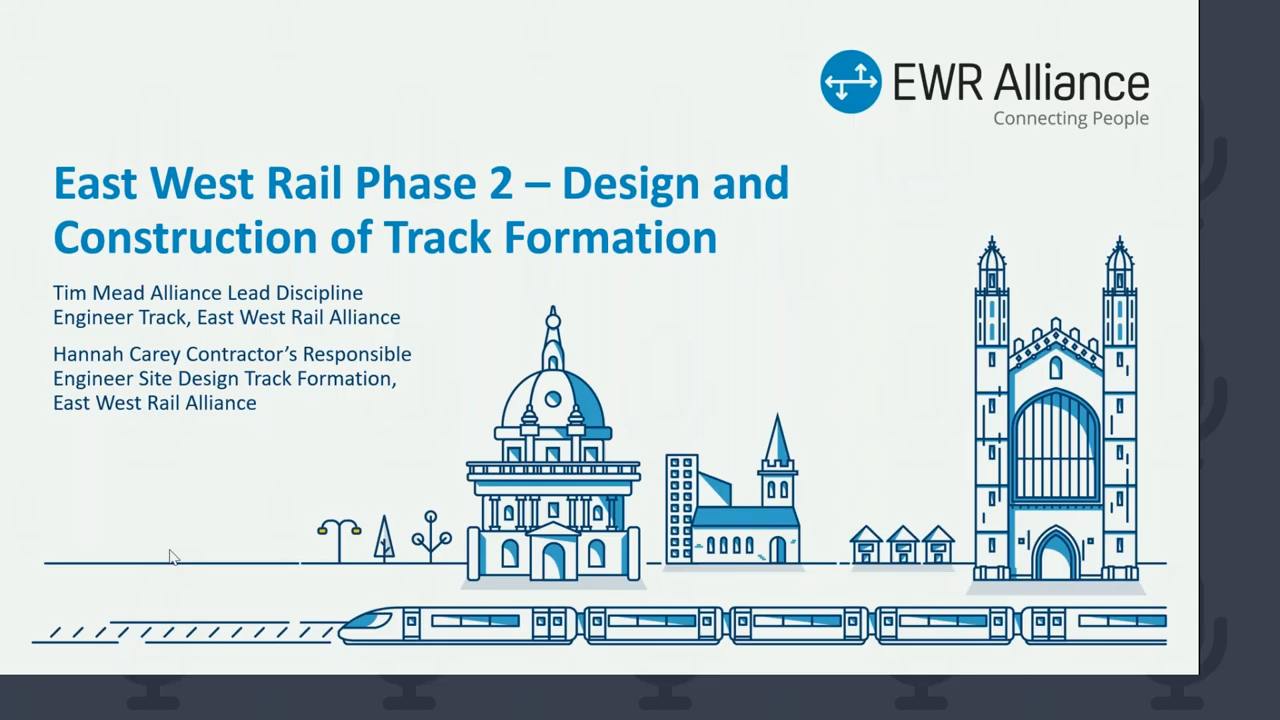 EWR Alliance
Connecting People
East West Rail Phase 2 – Design and
Construction of Track Formation
Tim Mead Alliance Lead Discipline
Engineer Track, East West Rail Alliance
Hannah Carey Contractor’s Responsible
Engineer Site Design Track Formation,
East West Rail Alliance